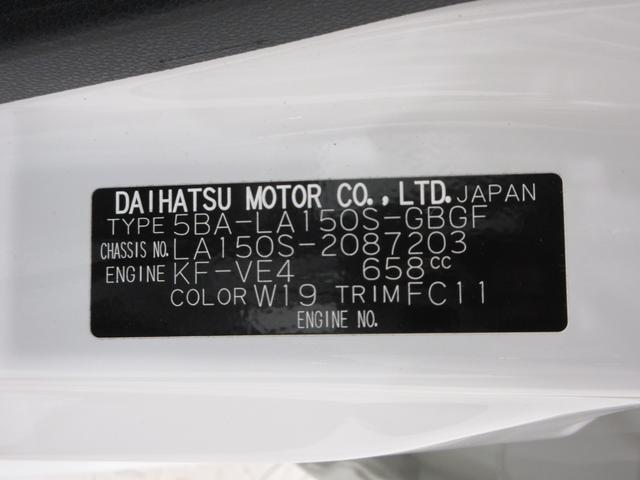 DAIHATSU MOTOR CO.,LTD. JAPAN
TYPE 5BA-LA150S-GBGF
CHASSIS NO. LA150S-2087203
ENGINE KF-VE4 658cc
COLOR W19 TRIM FC11
ENGINE NO.